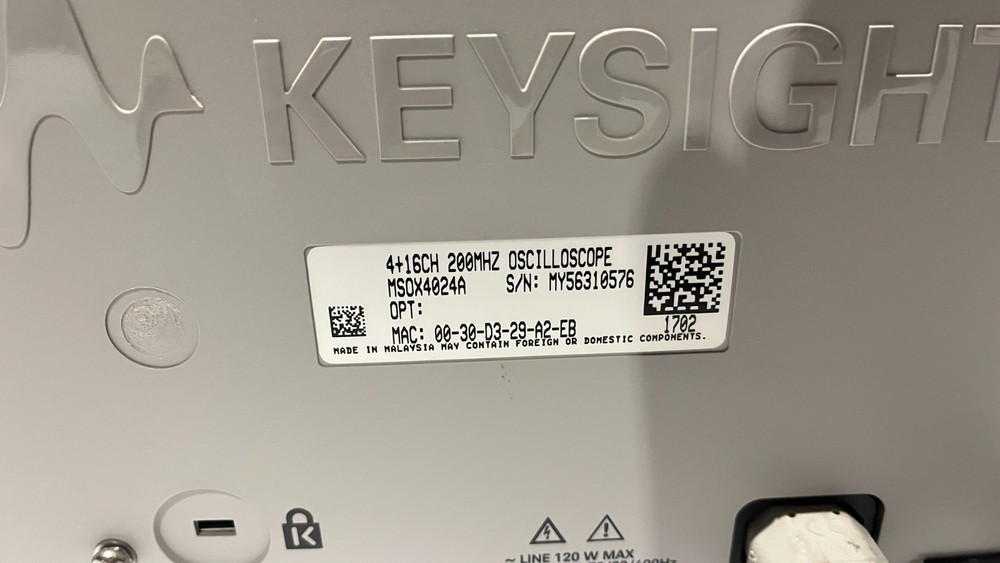 KEYSIGHT
4+16CH 200MHZ OSCILLOSCOPE
MSOX4024A S/N: MY56310576
OPT:
MAC: 00-30-D3-29-A2-EB
1702
MADE IN MALAYSIA MAY CONTAIN FOREIGN OR DOMESTIC COMPONENTS.
~ LINE 120 W MAX